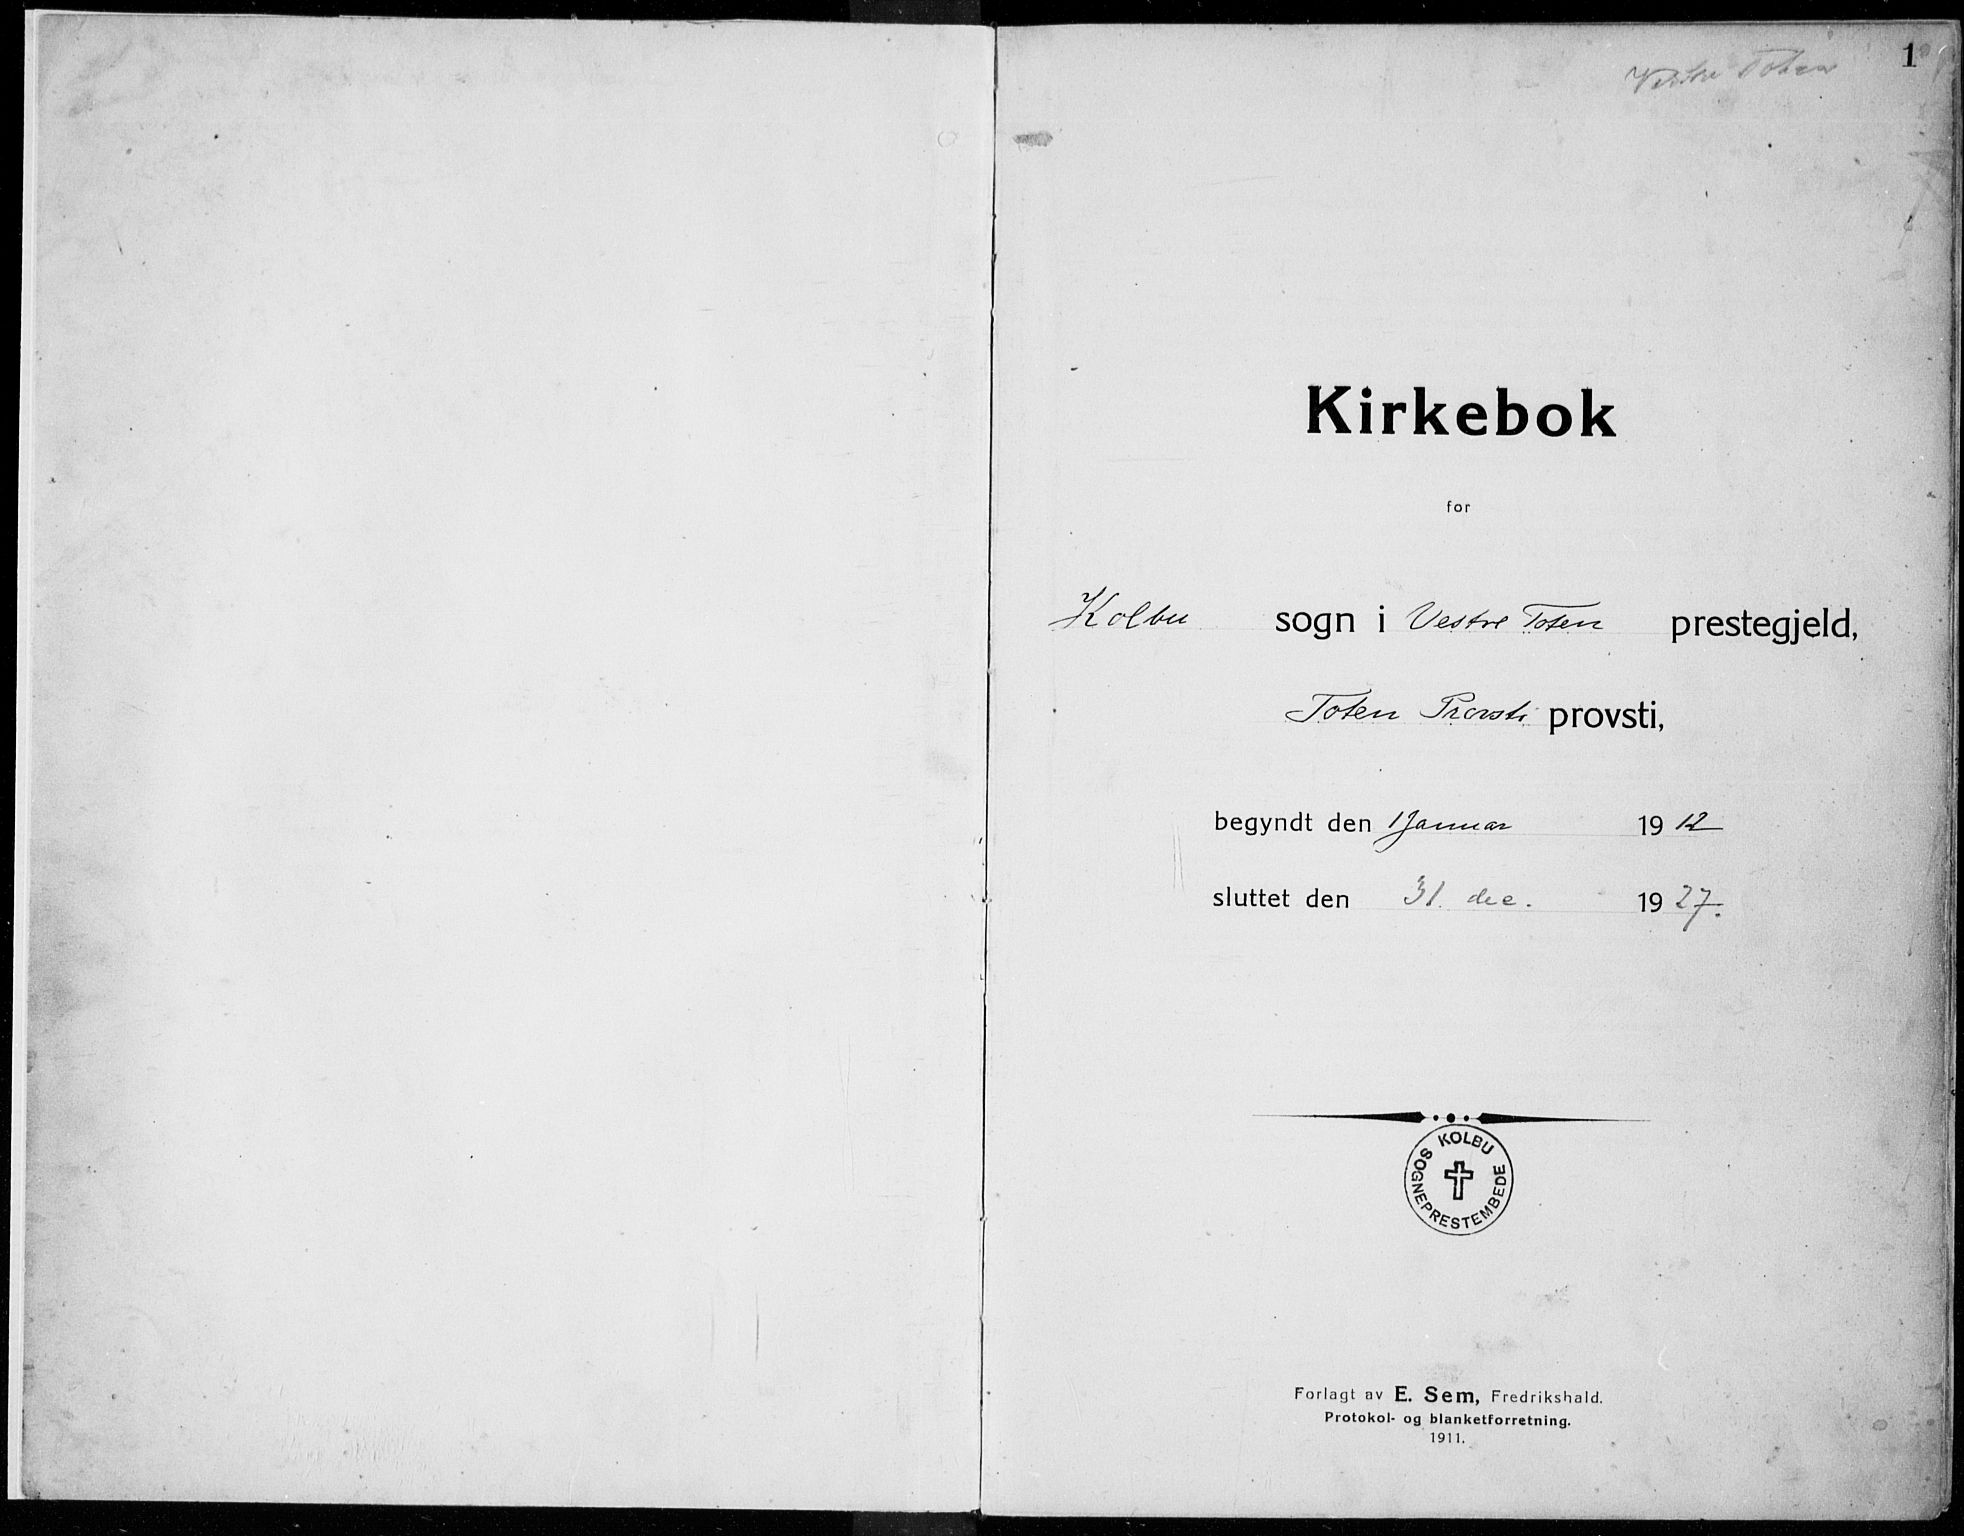 1
Vestre Toten
Kirkebok
for
Kolbu sogn i Vestre Toten prestegjeld,
Toten Provsti provsti,
begyndt den 1 Januar 1912
sluttet den 31. dec. 1927.
KOLBU
SOGNEPRESTEMBEDE
Forlagt av E. Sem, Fredrikshald.
Protokol- og blanketforretning.
1911.